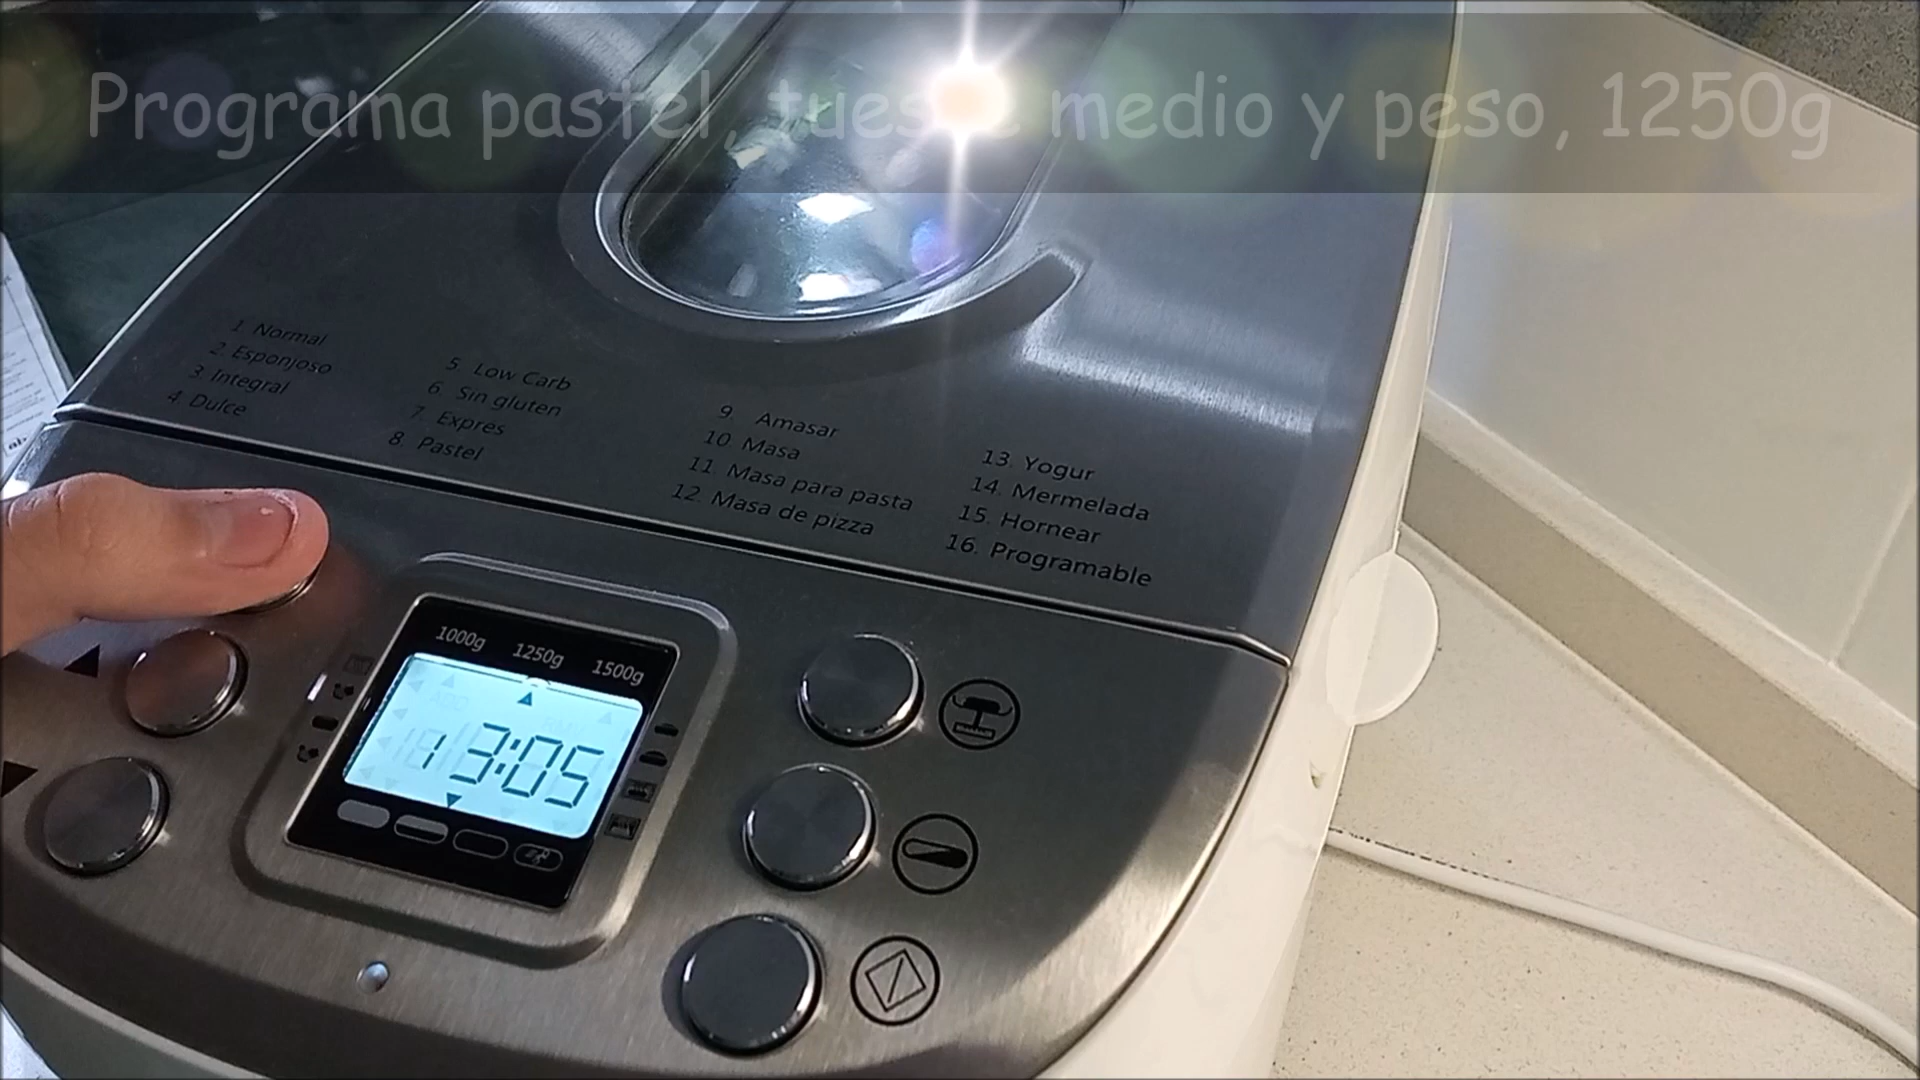 Programa pastel, tueste medio y peso, 1250g
1. Normal
2. Esponjoso
3. Integral
4. Dulce
5. Low Carb
6. Sin gluten
7. Expres
8. Pastel
9. Amasar
10 Masa
11. Masa para pasta
12. Masa de pizza
13. Yogur
14. Mermelada
15. Hornear
16. Programable
1000g 1250g 1500g
1 3:05